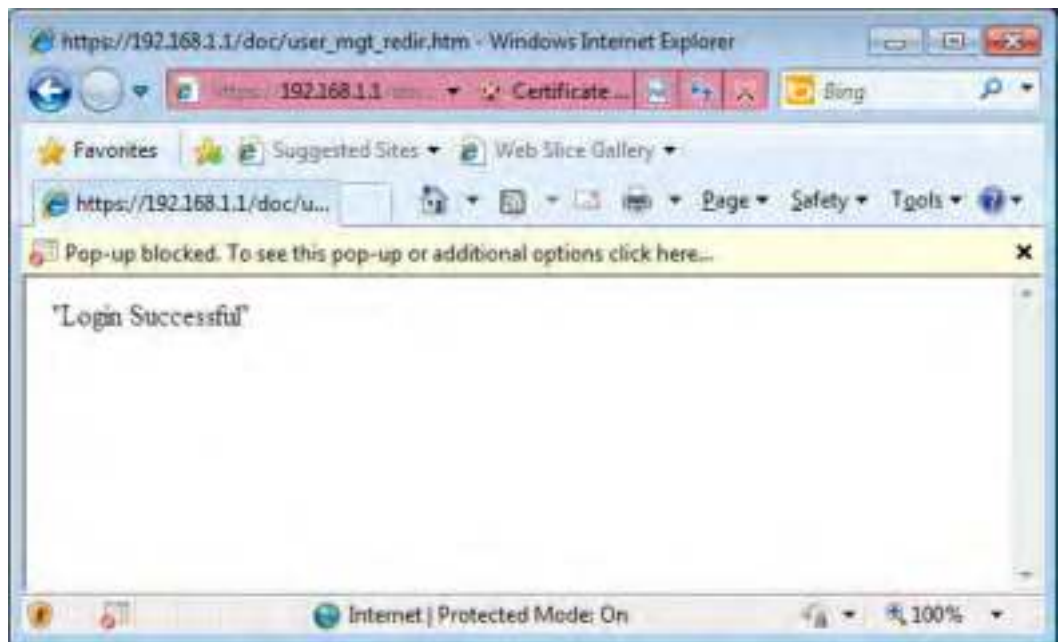 https://192.168.1.1/doc/user_mgt_redir.htm - Windows Internet Explorer
192.168.1.1 Certificate ... Bing
Favorites Suggested Sites Web Slice Gallery
https://192.168.1.1/doc/u... Page Safety Tools
Pop-up blocked. To see this pop-up or additional options click here...
"Login Successful"
Internet | Protected Mode: On 100%